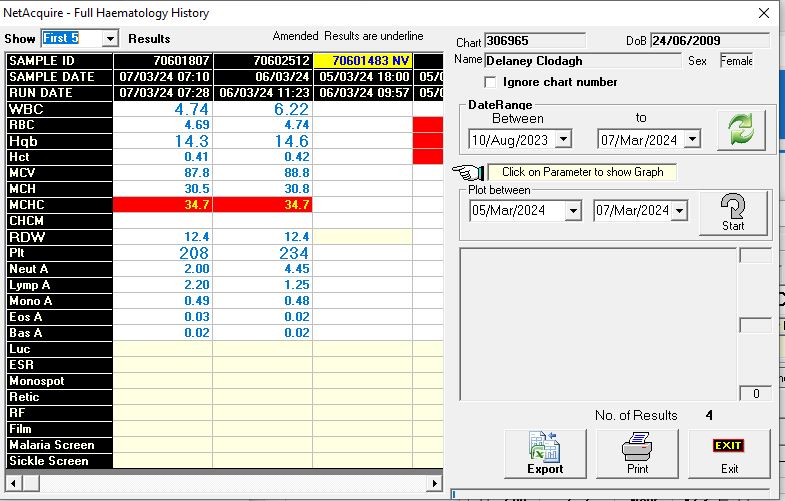 NetAcquire - Full Haematology History
Show First 5 Results Amended Results are underline
SAMPLE ID 70601807 70602512 70601483 NV
SAMPLE DATE 07/03/24 07:10 06/03/24 05/03/24 18:00 05/0
RUN DATE 07/03/24 07:28 06/03/24 11:23 06/03/24 09:57 05/0
WBC 4.74 6.22
RBC 4.69 4.74
Hgb 14.3 14.6
Hct 0.41 0.42
MCV 87.8 88.8
MCH 30.5 30.8
MCHC 34.7 34.7
CHCM
RDW 12.4 12.4
Plt 208 234
Neut A 2.00 4.45
Lymp A 2.20 1.25
Mono A 0.49 0.48
Eos A 0.03 0.02
Bas A 0.02 0.02
Luc
ESR
Monospot
Retic
RF
Film
Malaria Screen
Sickle Screen
Chart 306965 DoB 24/06/2009
Name Delaney Clodagh Sex Female
Ignore chart number
DateRange
Between to
10/Aug/2023 07/Mar/2024
Click on Parameter to show Graph
Plot between
05/Mar/2024 07/Mar/2024
Start
0
No. of Results 4
Export Print EXIT
Exit